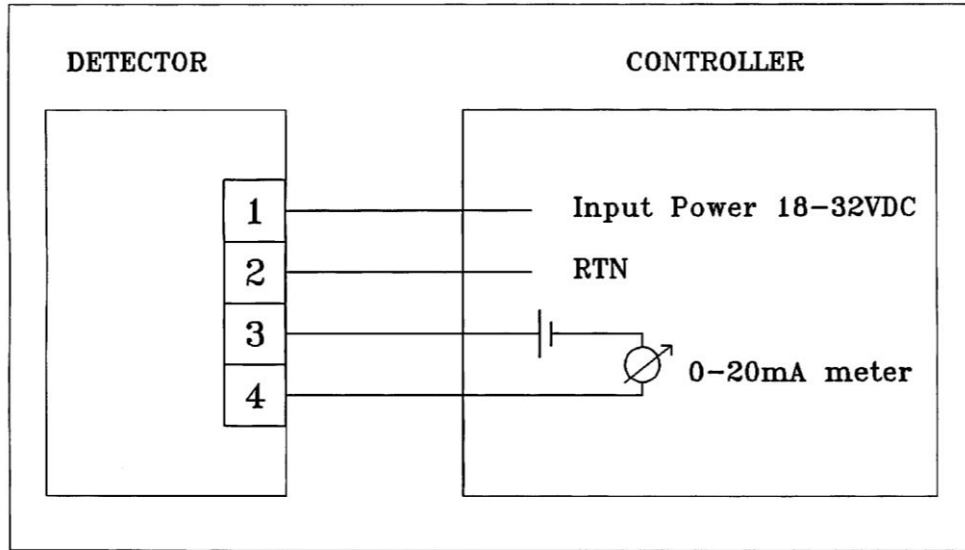 DETECTOR
CONTROLLER
1
Input Power 18-32VDC
2
RTN
3
4
0-20mA meter